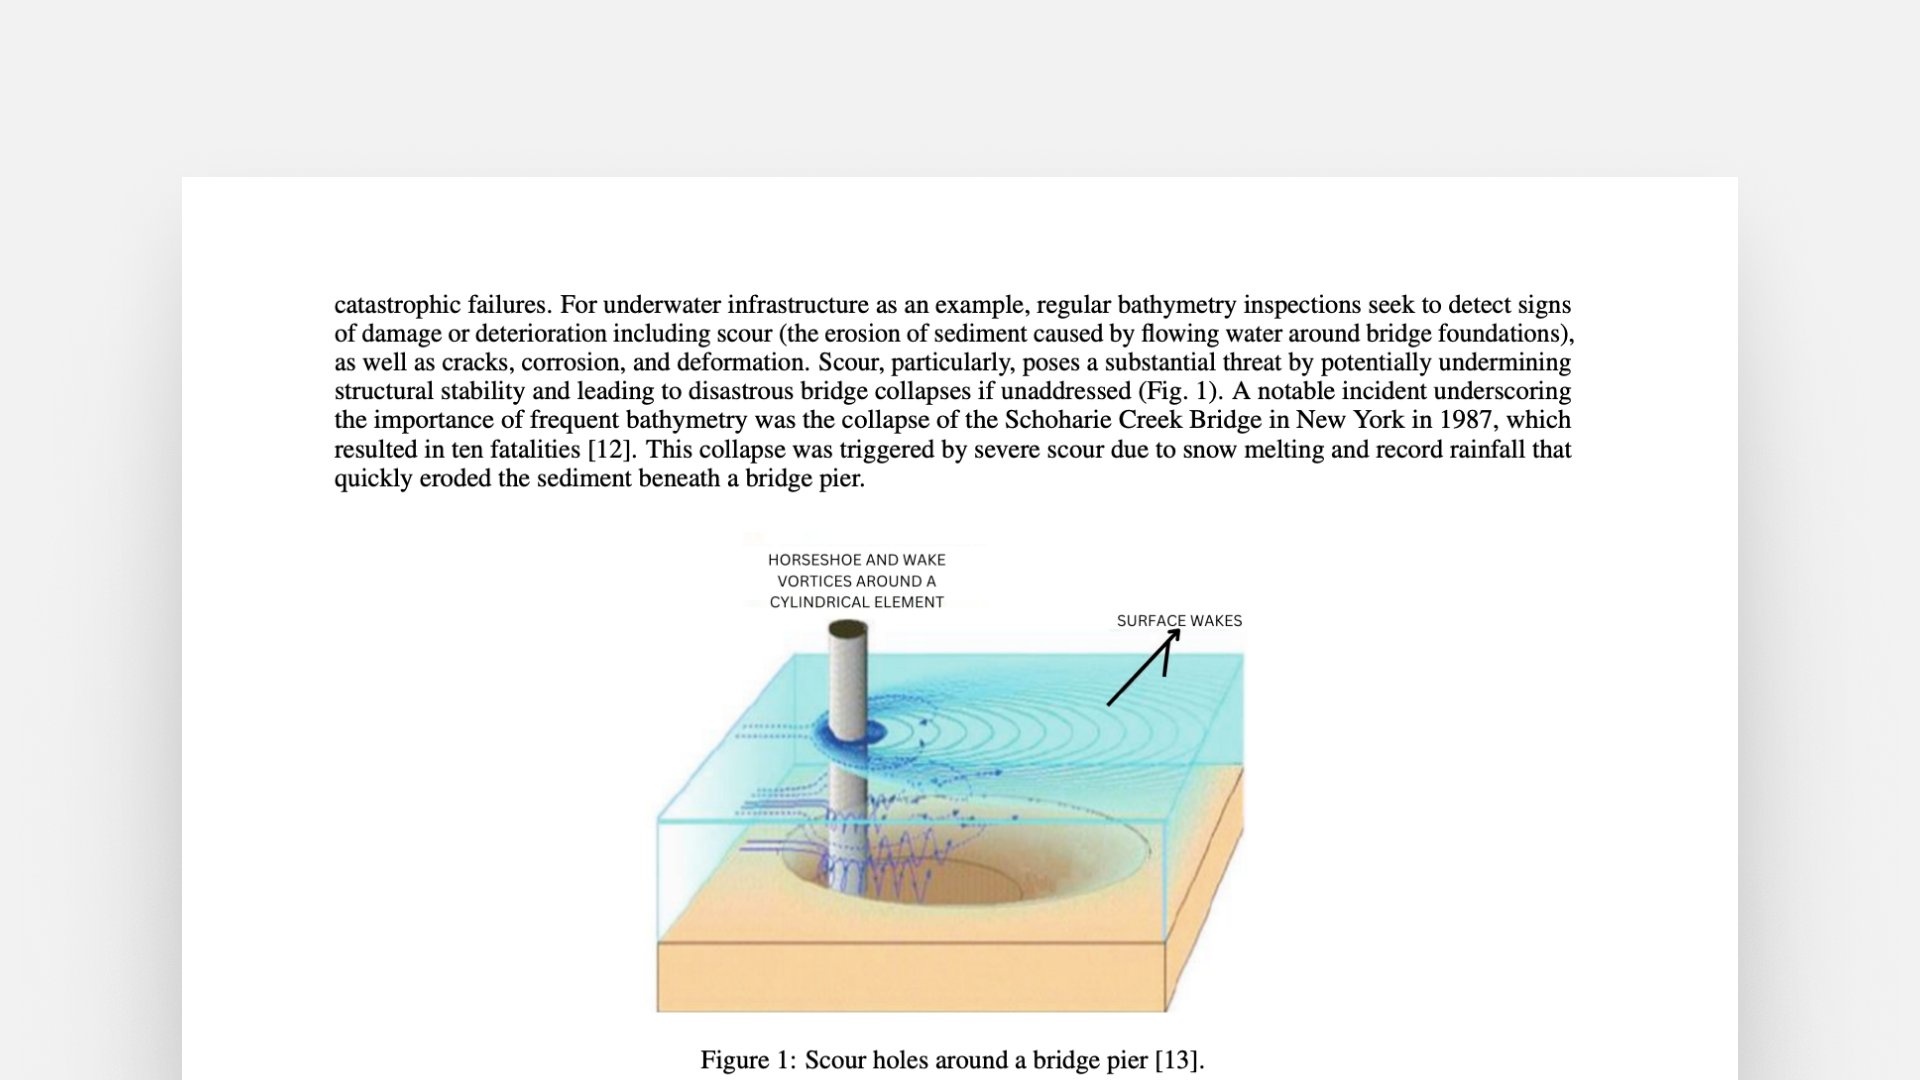 catastrophic failures. For underwater infrastructure as an example, regular bathymetry inspections seek to detect signs
of damage or deterioration including scour (the erosion of sediment caused by flowing water around bridge foundations),
as well as cracks, corrosion, and deformation. Scour, particularly, poses a substantial threat by potentially undermining
structural stability and leading to disastrous bridge collapses if unaddressed (Fig. 1). A notable incident underscoring
the importance of frequent bathymetry was the collapse of the Schoharie Creek Bridge in New York in 1987, which
resulted in ten fatalities [12]. This collapse was triggered by severe scour due to snow melting and record rainfall that
quickly eroded the sediment beneath a bridge pier.
HORSESHOE AND WAKE
VORTICES AROUND A
CYLINDRICAL ELEMENT
SURFACE WAKES
Figure 1: Scour holes around a bridge pier [13].